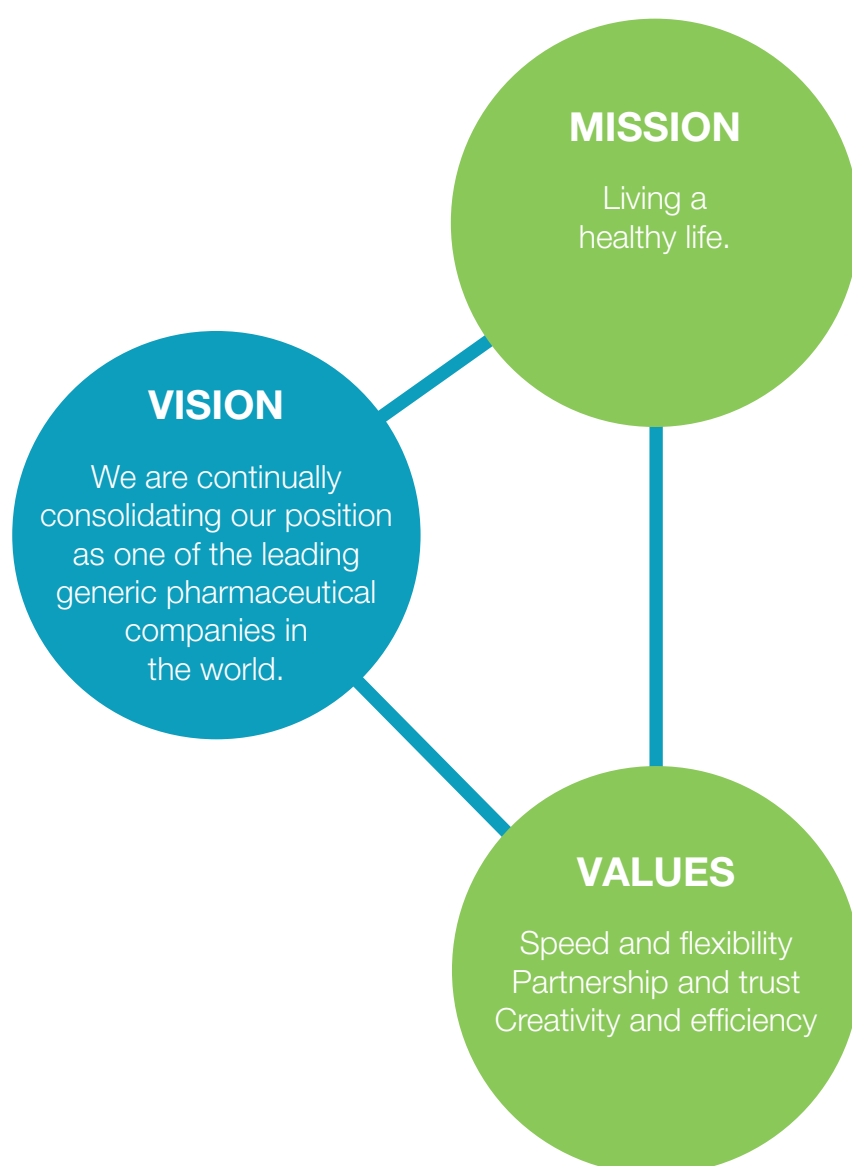 MISSION
Living a
healthy life.
VISION
We are continually
consolidating our position
as one of the leading
generic pharmaceutical
companies in
the world.
VALUES
Speed and flexibility
Partnership and trust
Creativity and efficiency